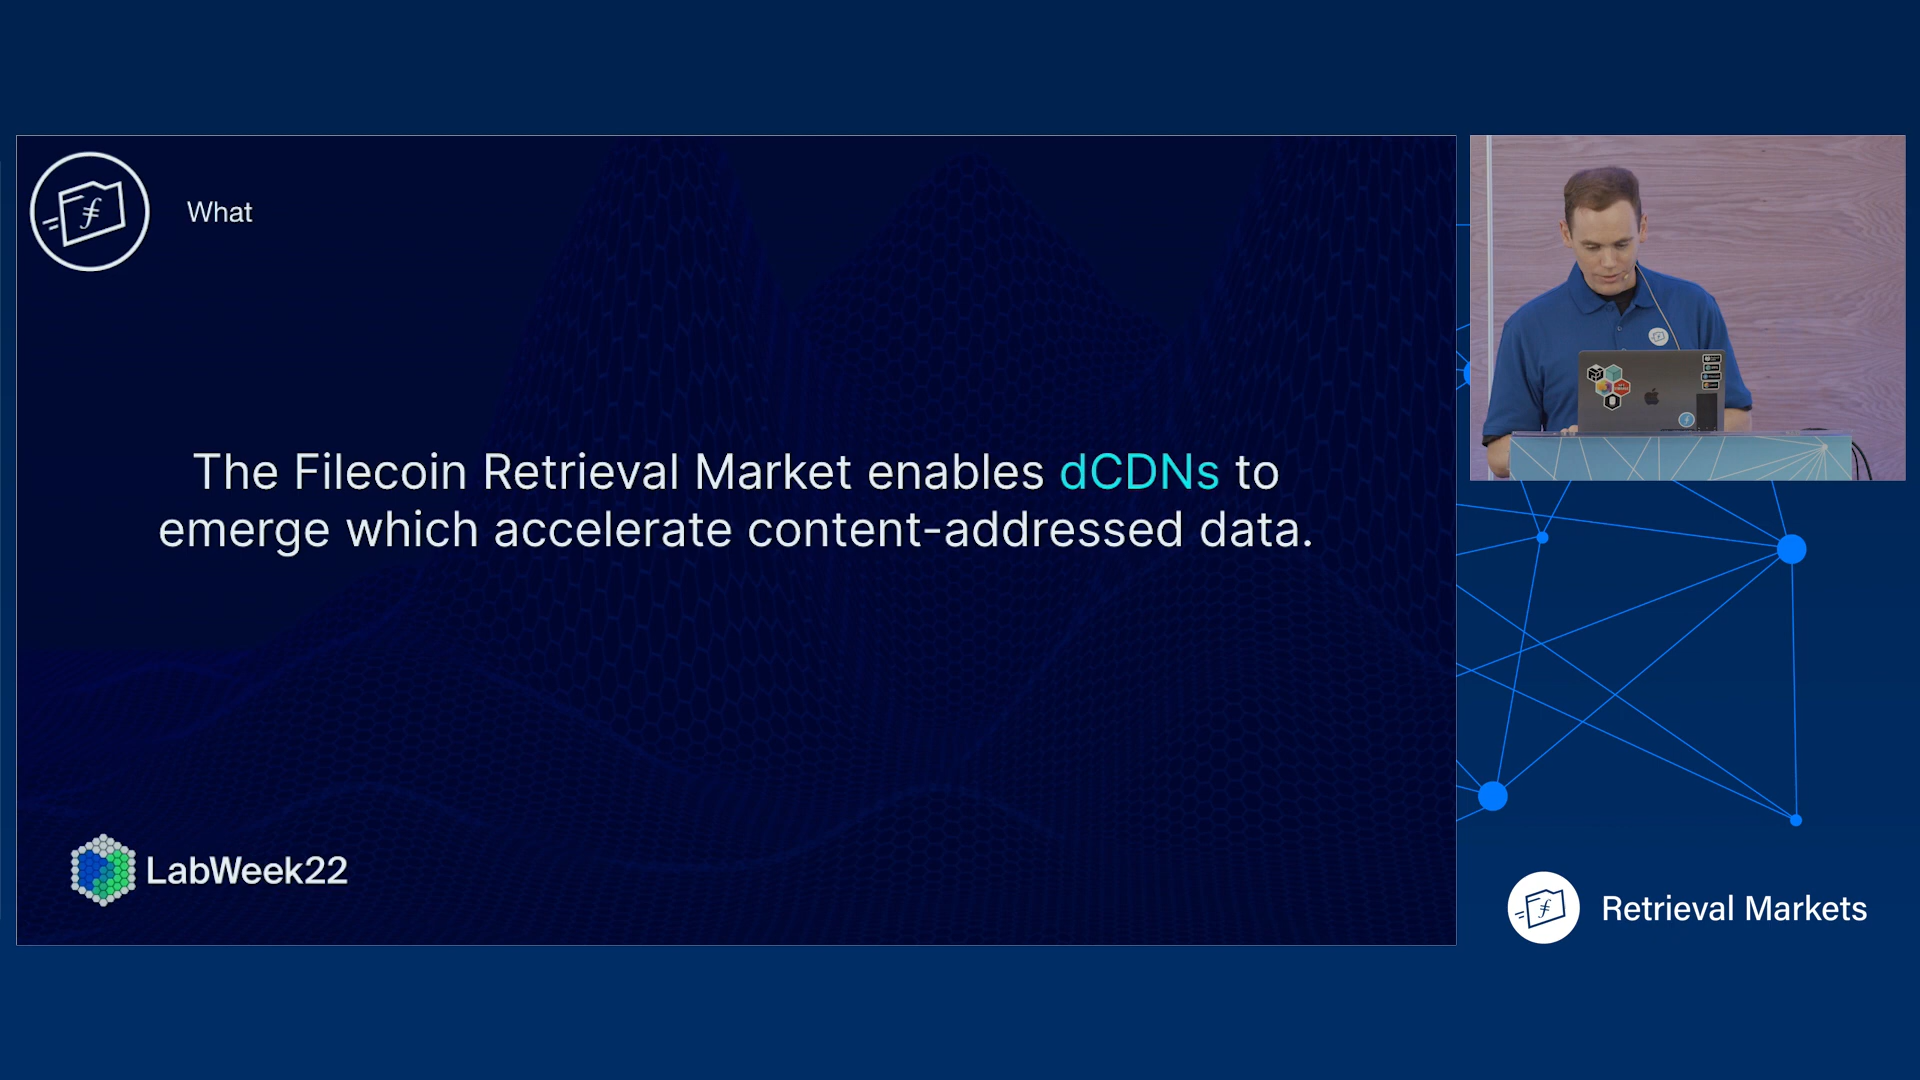 What
The Filecoin Retrieval Market enables dCDNs to
emerge which accelerate content-addressed data.
LabWeek22
Retrieval Markets